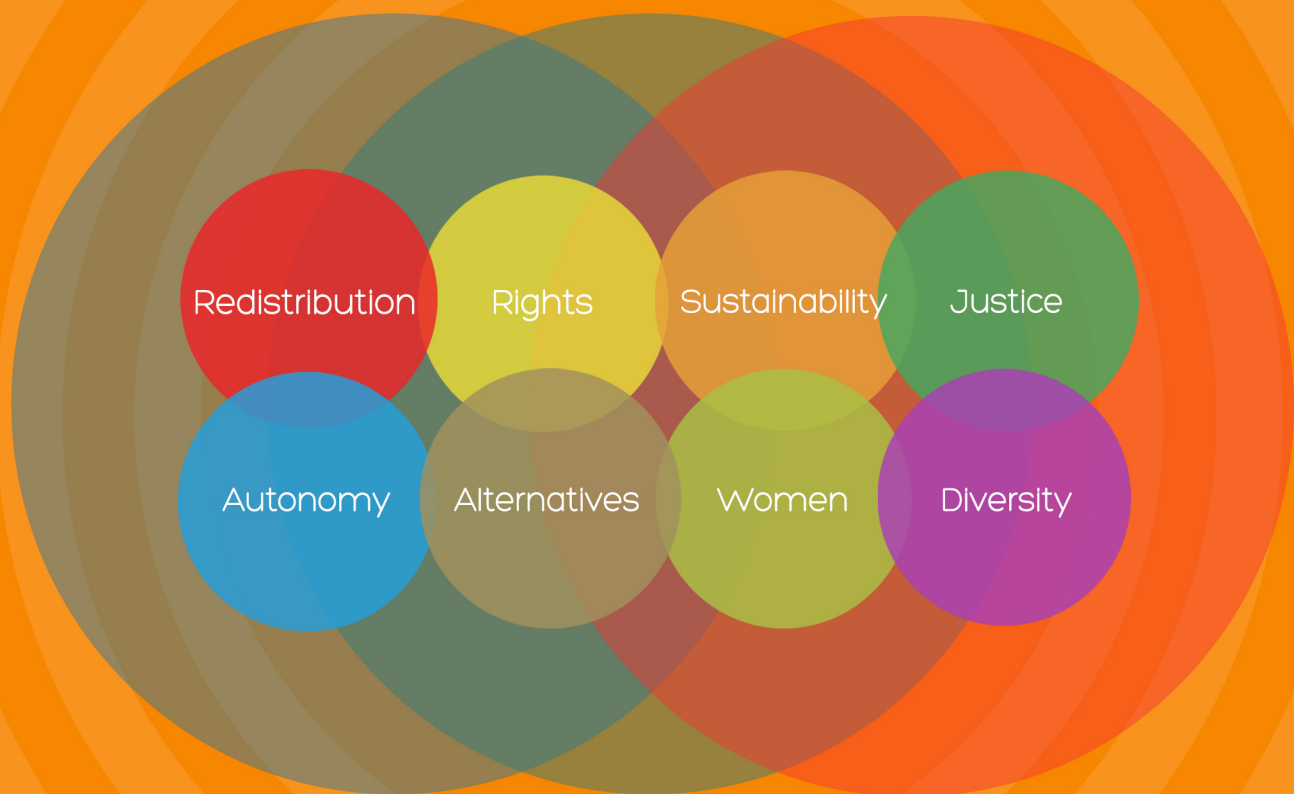 Redistribution
Rights
Sustainability
Justice
Autonomy
Alternatives
Women
Diversity